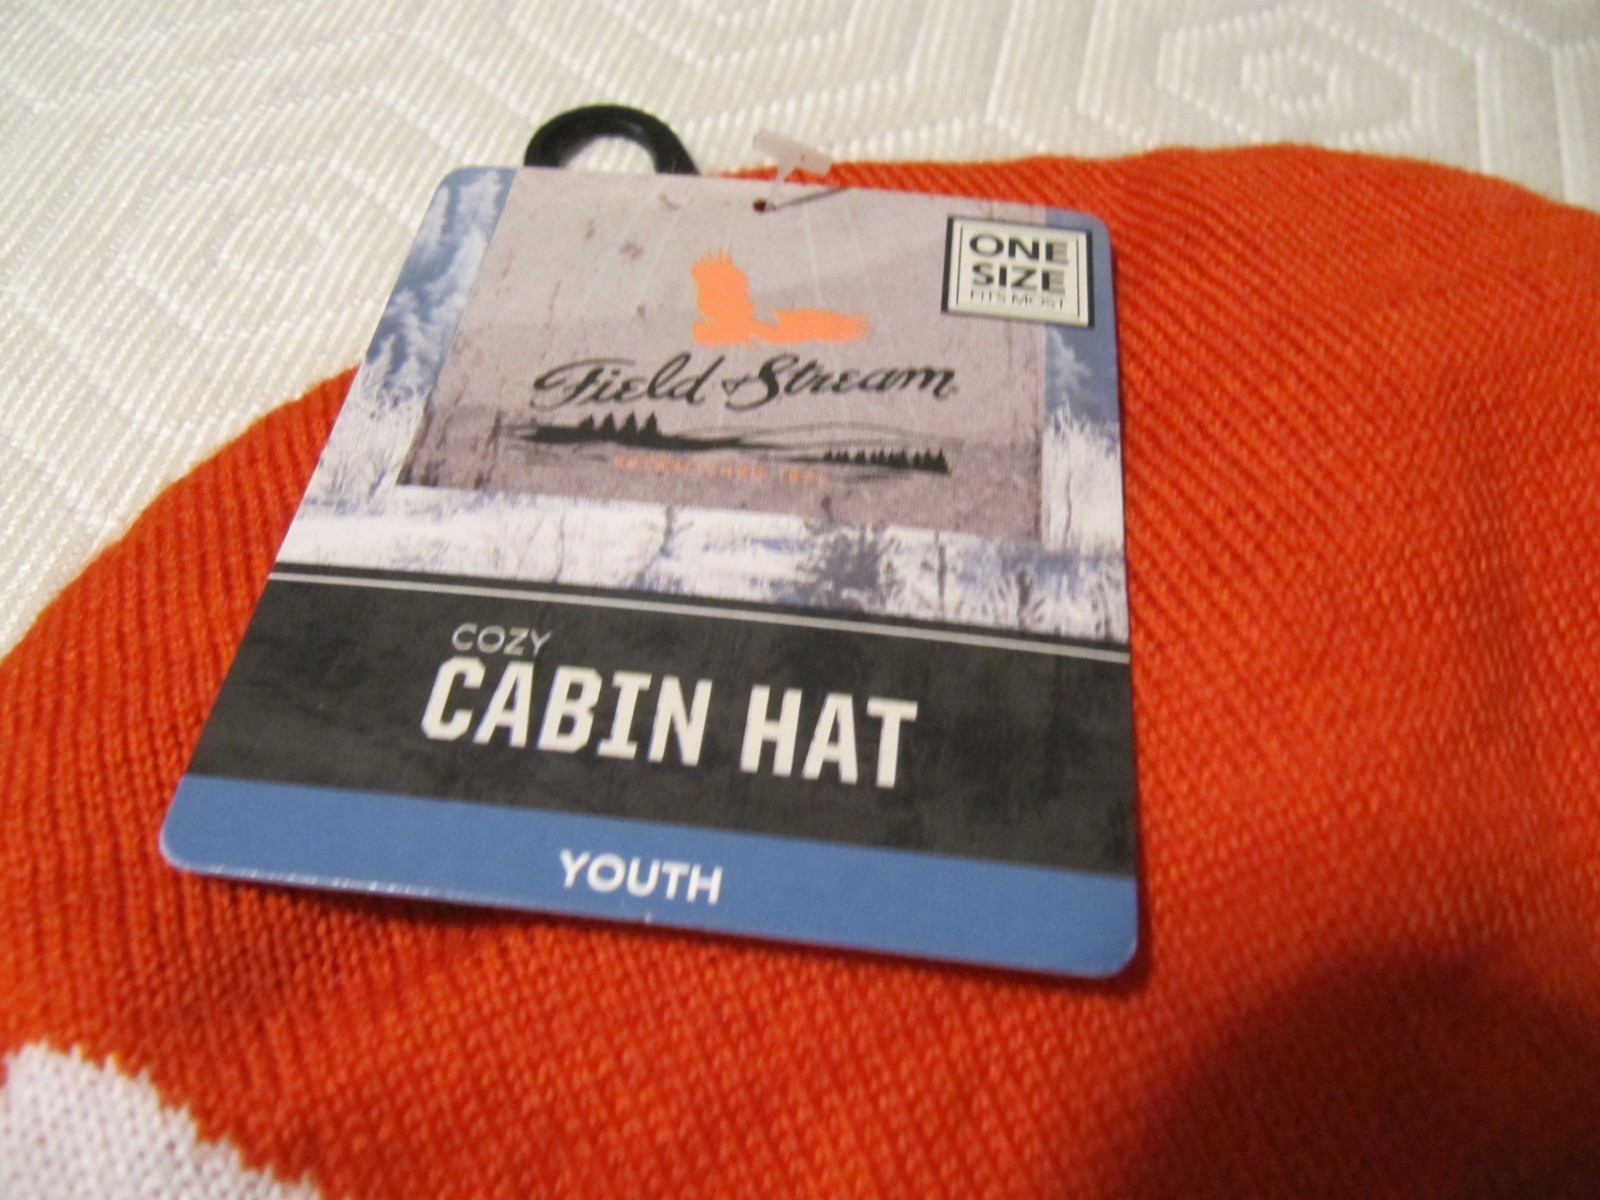 ONE
SIZE
FITS MOST
Field & Stream
COZY
CABIN HAT
YOUTH